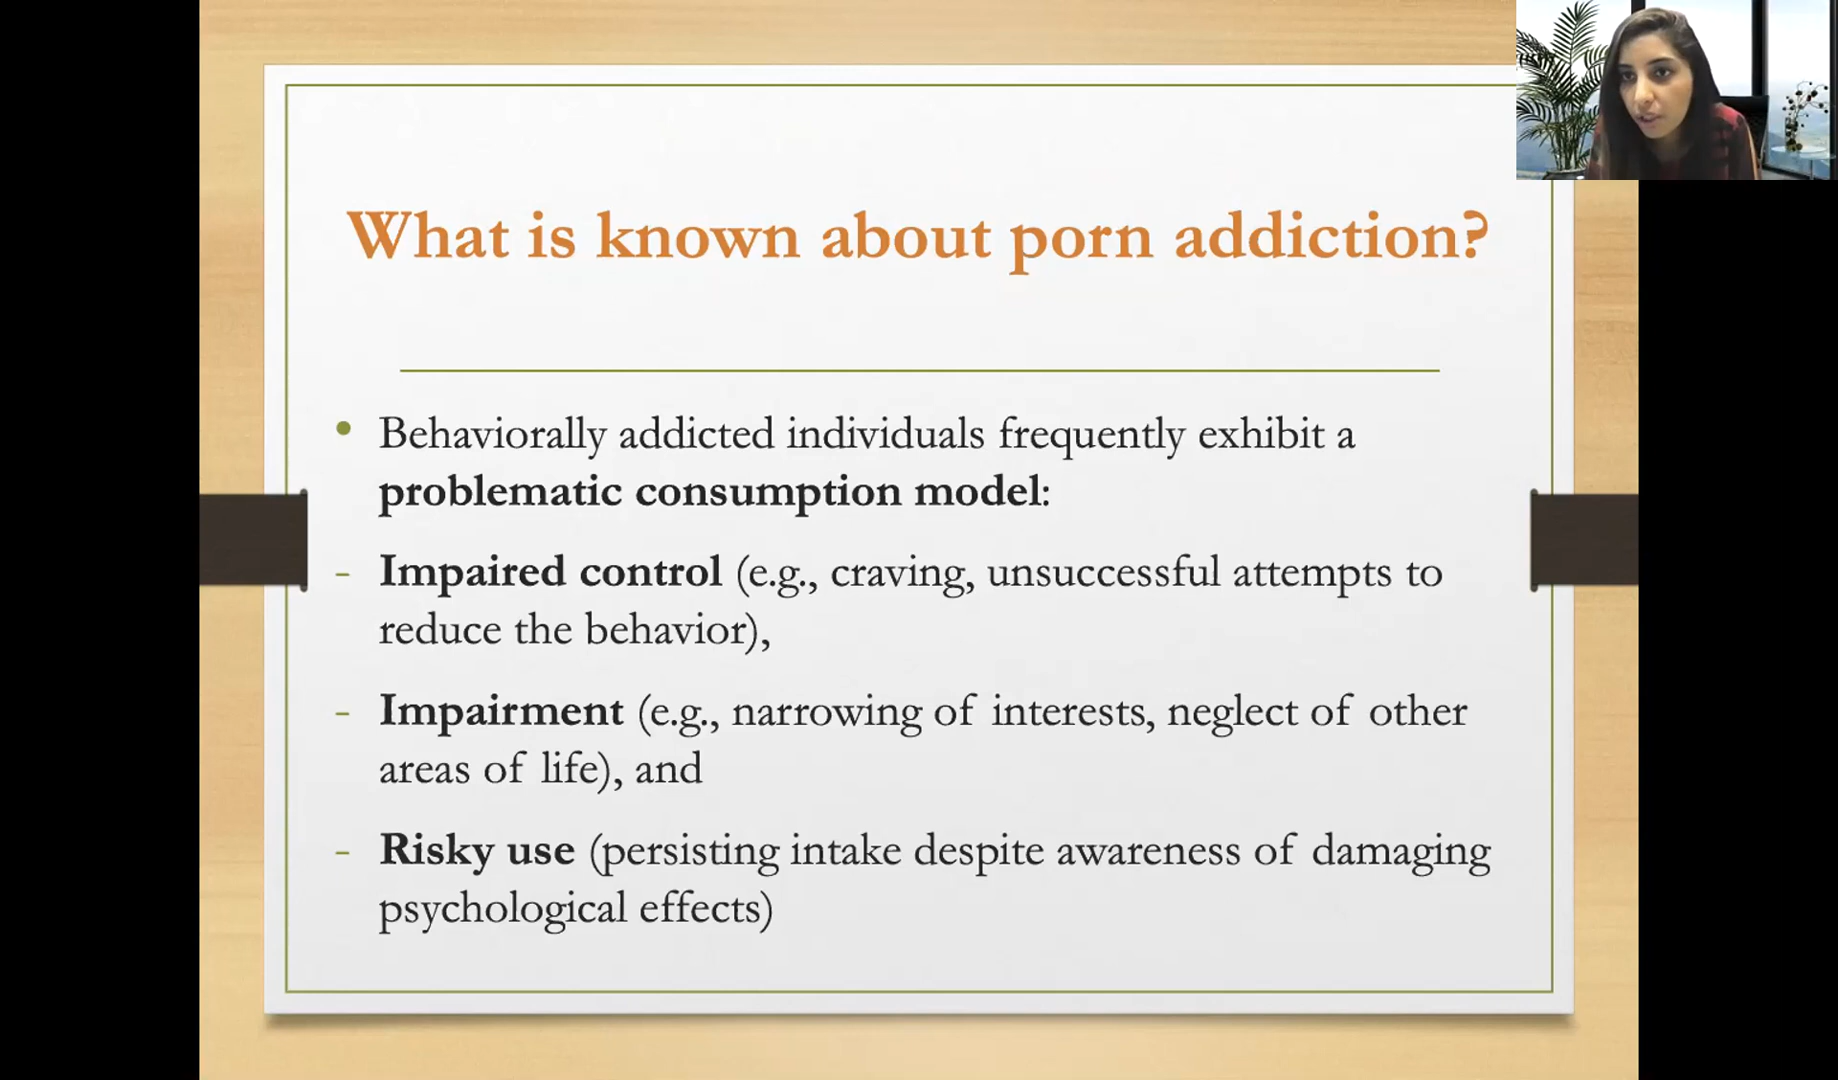 What is known about porn addiction?
• Behaviorally addicted individuals frequently exhibit a
problematic consumption model:
- Impaired control (e.g., craving, unsuccessful attempts to
reduce the behavior),
- Impairment (e.g., narrowing of interests, neglect of other
areas of life), and
- Risky use (persisting intake despite awareness of damaging
psychological effects)